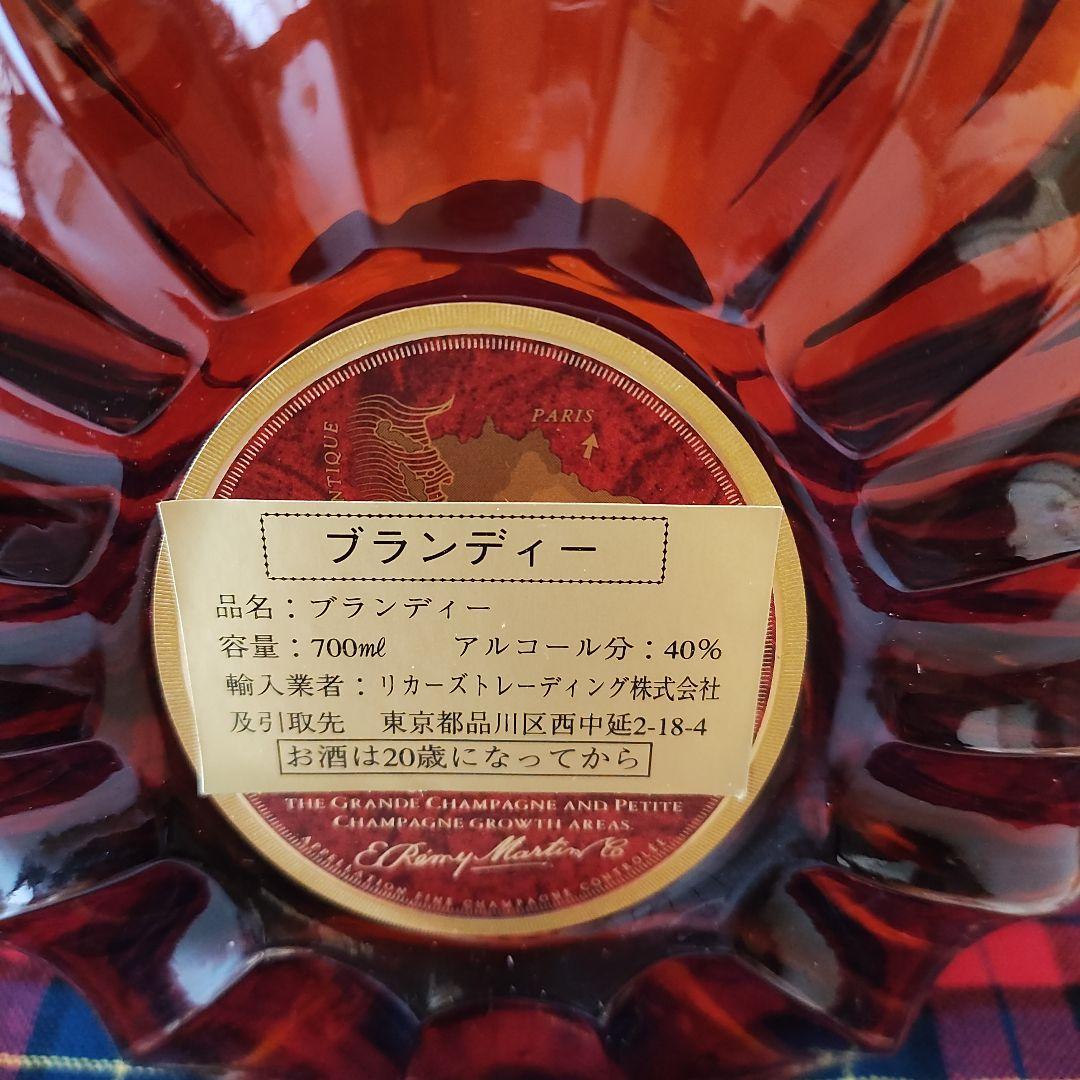 PARIS
NTIQUE
ブランディー
品名：ブランディー
容量：700㎖ アルコール分：40%
輸入業者：リカーズトレーディング株式会社
及引取先 東京都品川区西中延2-18-4
お酒は20歳になってから
THE GRANDE CHAMPAGNE AND PETITE
CHAMPAGNE GROWTH AREAS.
E. Rémy Martin & Co
APPELLATION FINE CHAMPAGNE CONTRÔLÉE